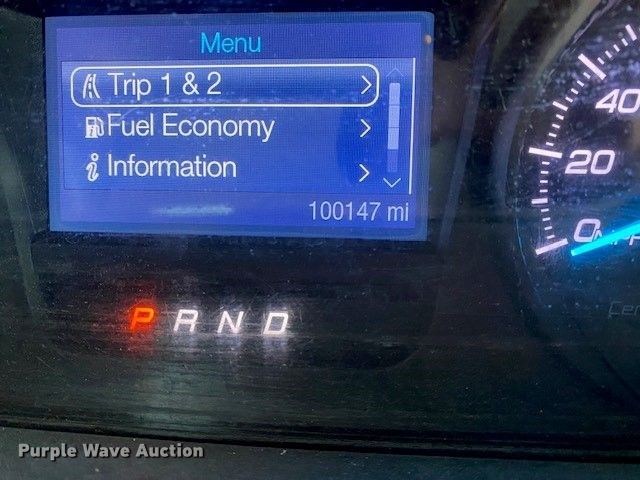 Menu
Trip 1 & 2
Fuel Economy
Information
100147 mi
40
20
0
P R N D
Purple Wave Auction